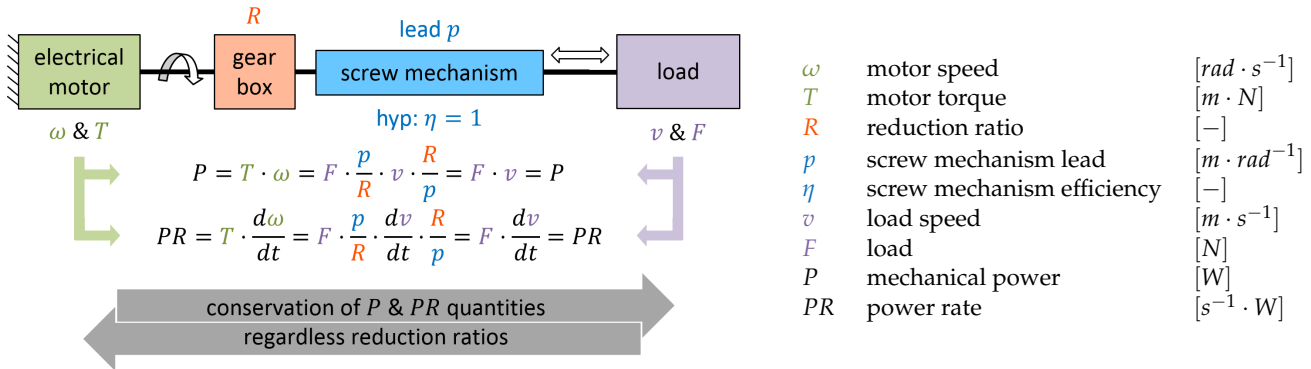 R
lead p
electrical
motor
gear
box
screw mechanism
load
hyp: η = 1
ω & T
v & F
P = T · ω = F · p/R · v · R/p = F · v = P
PR = T · dω/dt = F · p/R · dv/dt · R/p = F · dv/dt = PR
conservation of P & PR quantities
regardless reduction ratios
ω motor speed [rad · s⁻¹]
T motor torque [m · N]
R reduction ratio [−]
p screw mechanism lead [m · rad⁻¹]
η screw mechanism efficiency [−]
v load speed [m · s⁻¹]
F load [N]
P mechanical power [W]
PR power rate [s⁻¹ · W]